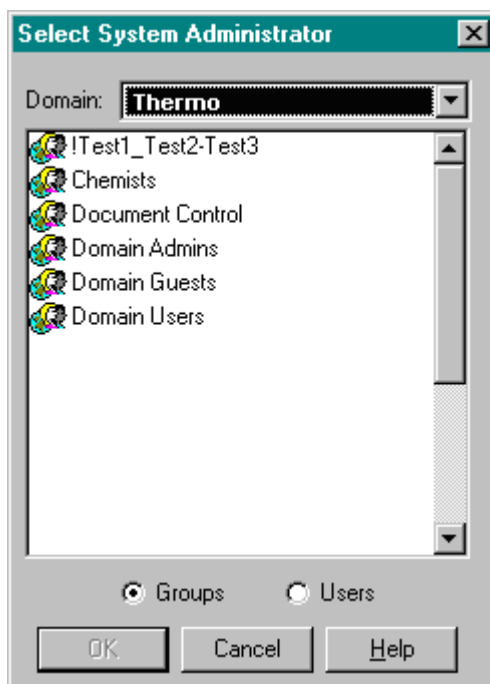 Select System Administrator
Domain: Thermo
!Test1_Test2-Test3
Chemists
Document Control
Domain Admins
Domain Guests
Domain Users
Groups Users
OK Cancel Help